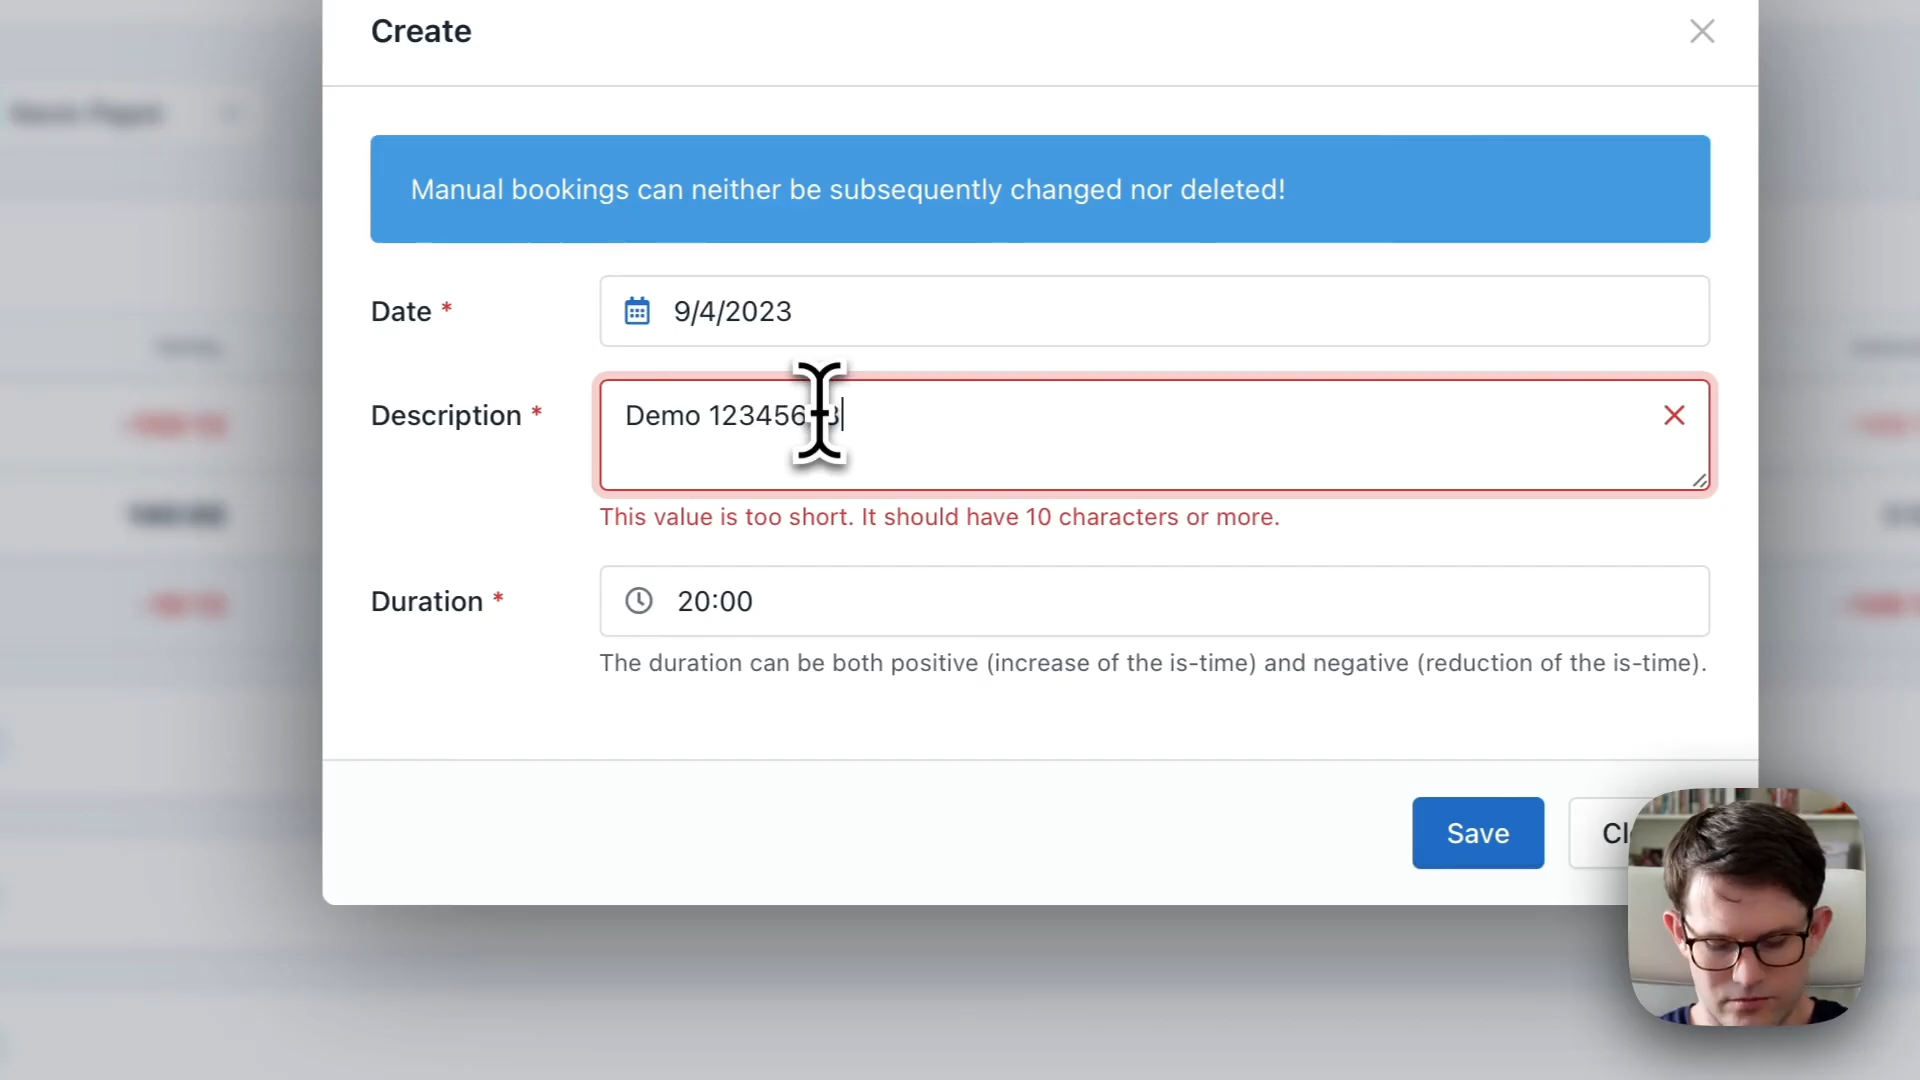 Create
Manual bookings can neither be subsequently changed nor deleted!
Date *
9/4/2023
Description *
Demo 123456
This value is too short. It should have 10 characters or more.
Duration *
20:00
The duration can be both positive (increase of the is-time) and negative (reduction of the is-time).
Save